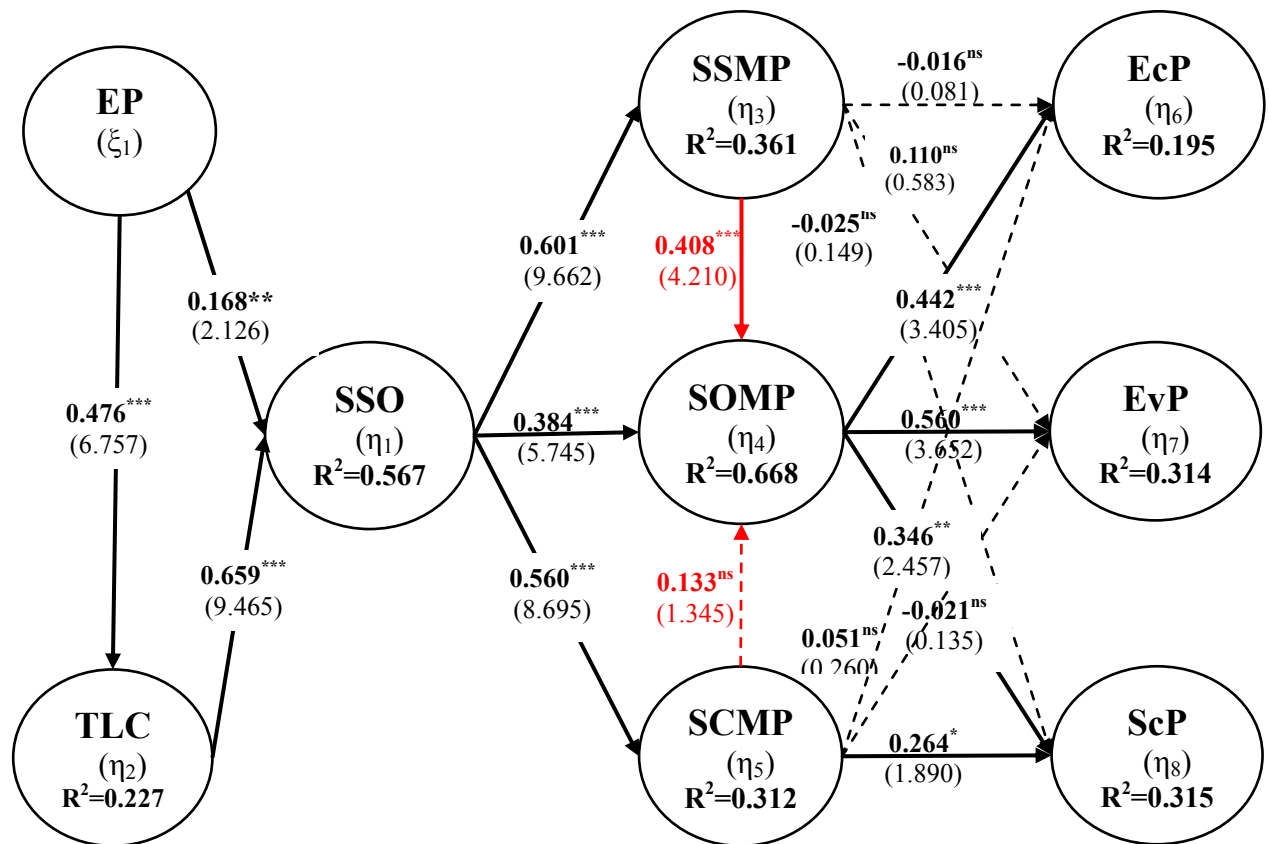 EP
(ξ₁)
SSMP
(η₃)
R²=0.361
-0.016ⁿˢ
(0.081)
EcP
(η₆)
R²=0.195
0.110ⁿˢ
(0.583)
-0.025ⁿˢ
(0.149)
0.601***
(9.662)
0.408***
(4.210)
0.168**
(2.126)
0.442***
(3.405)
0.476***
(6.757)
SSO
(η₁)
R²=0.567
0.384***
(5.745)
SOMP
(η₄)
R²=0.668
0.560***
(3.652)
EvP
(η₇)
R²=0.314
0.659***
(9.465)
0.560***
(8.695)
0.133ⁿˢ
(1.345)
0.346**
(2.457)
-0.021ⁿˢ
(0.135)
0.051ⁿˢ
(0.260)
TLC
(η₂)
R²=0.227
SCMP
(η₅)
R²=0.312
0.264*
(1.890)
ScP
(η₈)
R²=0.315